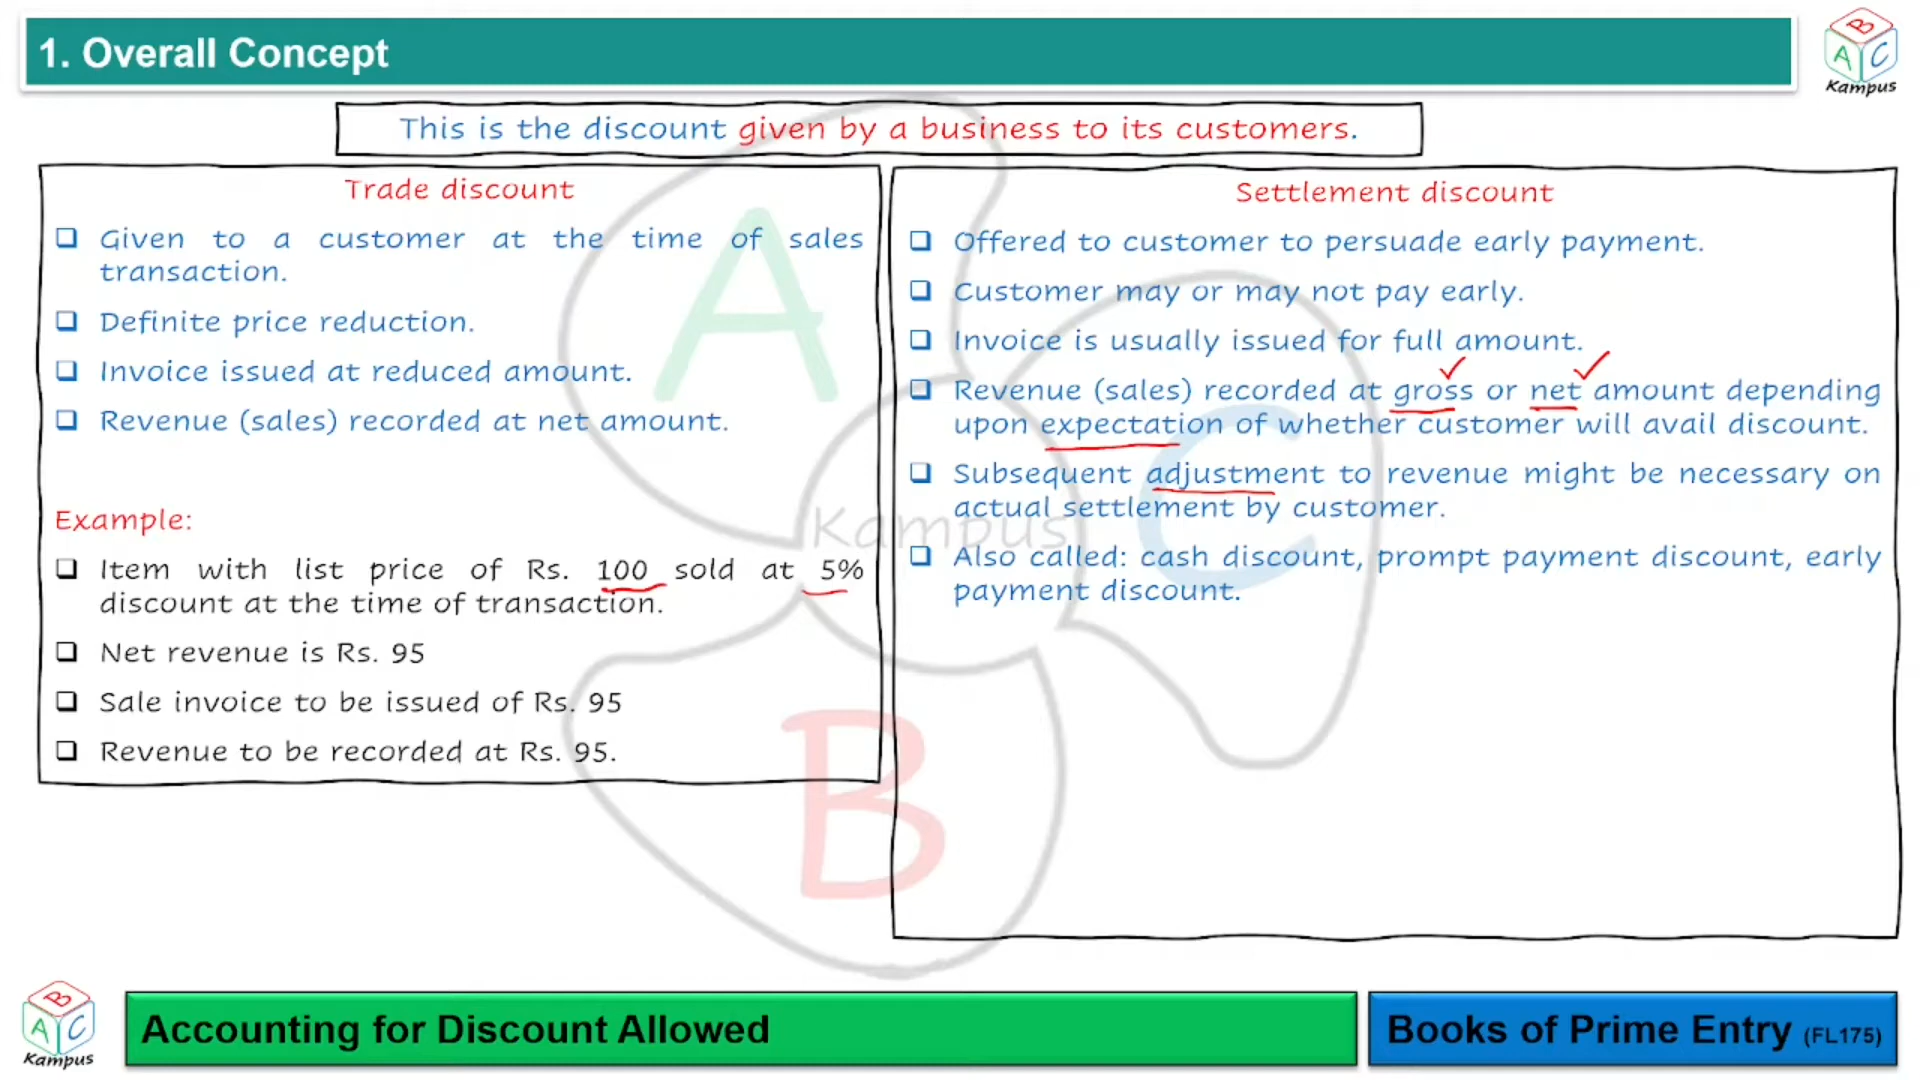 1. Overall Concept
B
A C
Kampus
This is the discount given by a business to its customers.
Trade discount
Given to a customer at the time of sales
transaction.
Definite price reduction.
Invoice issued at reduced amount.
Revenue (sales) recorded at net amount.
Example:
Item with list price of Rs. 100 sold at 5%
discount at the time of transaction.
Net revenue is Rs. 95
Sale invoice to be issued of Rs. 95
Revenue to be recorded at Rs. 95.
Settlement discount
Offered to customer to persuade early payment.
Customer may or may not pay early.
Invoice is usually issued for full amount.
Revenue (sales) recorded at gross or net amount depending
upon expectation of whether customer will avail discount.
Subsequent adjustment to revenue might be necessary on
actual settlement by customer.
Also called: cash discount, prompt payment discount, early
payment discount.
A
Kampus C
B
B
A C
Kampus
Accounting for Discount Allowed
Books of Prime Entry (FL175)